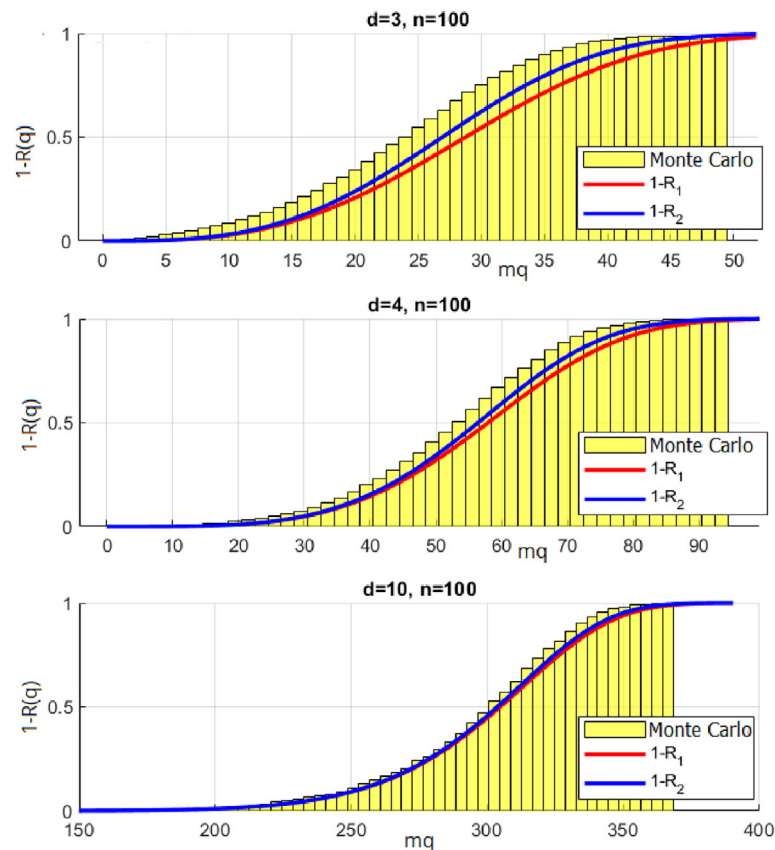 d=3, n=100
1
0.5
0
1-R(q)
0 5 10 15 20 25 30 35 40 45 50
mq
Monte Carlo
1-R₁
1-R₂
d=4, n=100
1
0.5
0
1-R(q)
0 10 20 30 40 50 60 70 80 90
mq
Monte Carlo
1-R₁
1-R₂
d=10, n=100
1
0.5
0
1-R(q)
150 200 250 300 350 400
mq
Monte Carlo
1-R₁
1-R₂